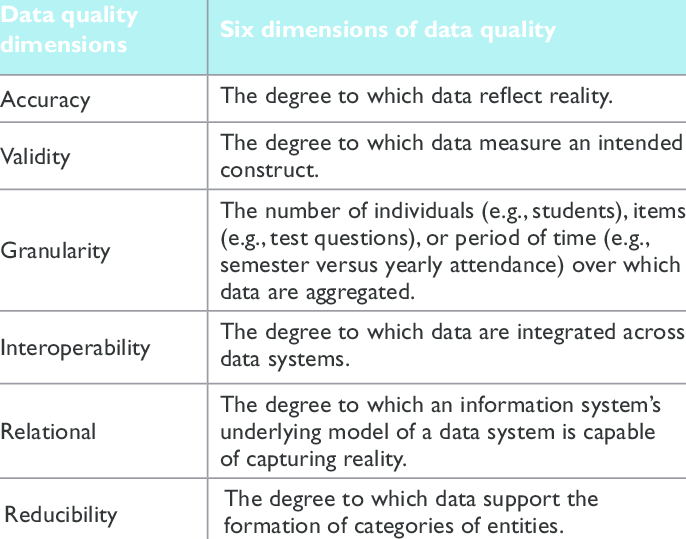 Data quality
dimensions
Six dimensions of data quality
Accuracy
The degree to which data reflect reality.
Validity
The degree to which data measure an intended
construct.
Granularity
The number of individuals (e.g., students), items
(e.g., test questions), or period of time (e.g.,
semester versus yearly attendance) over which
data are aggregated.
Interoperability
The degree to which data are integrated across
data systems.
Relational
The degree to which an information system's
underlying model of a data system is capable
of capturing reality.
Reducibility
The degree to which data support the
formation of categories of entities.